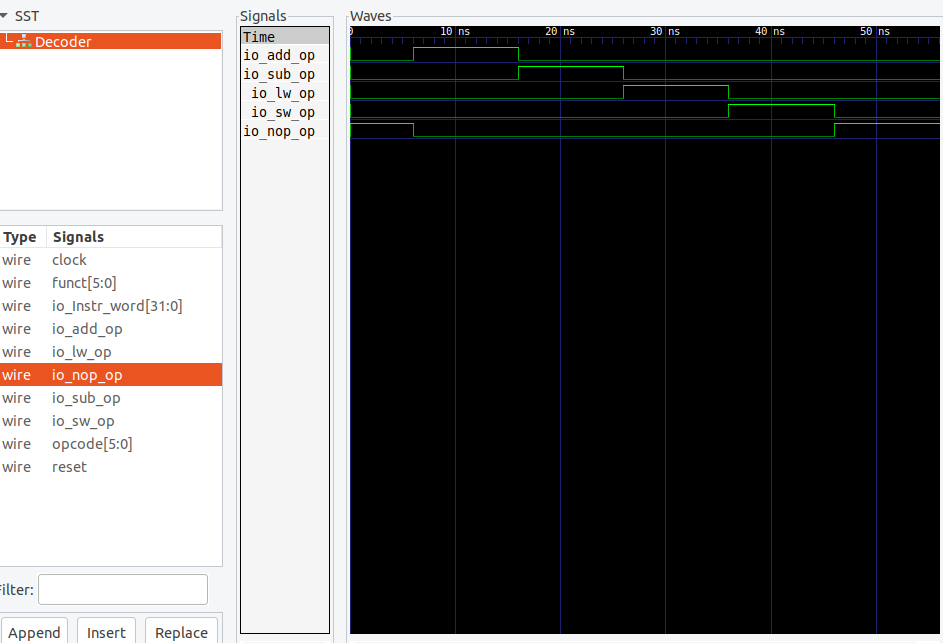 SST
Decoder
Type Signals
wire clock
wire funct[5:0]
wire io_Instr_word[31:0]
wire io_add_op
wire io_lw_op
wire io_nop_op
wire io_sub_op
wire io_sw_op
wire opcode[5:0]
wire reset
Filter:
Append Insert Replace
Signals
Time
io_add_op
io_sub_op
io_lw_op
io_sw_op
io_nop_op
Waves
0 10 ns 20 ns 30 ns 40 ns 50 ns